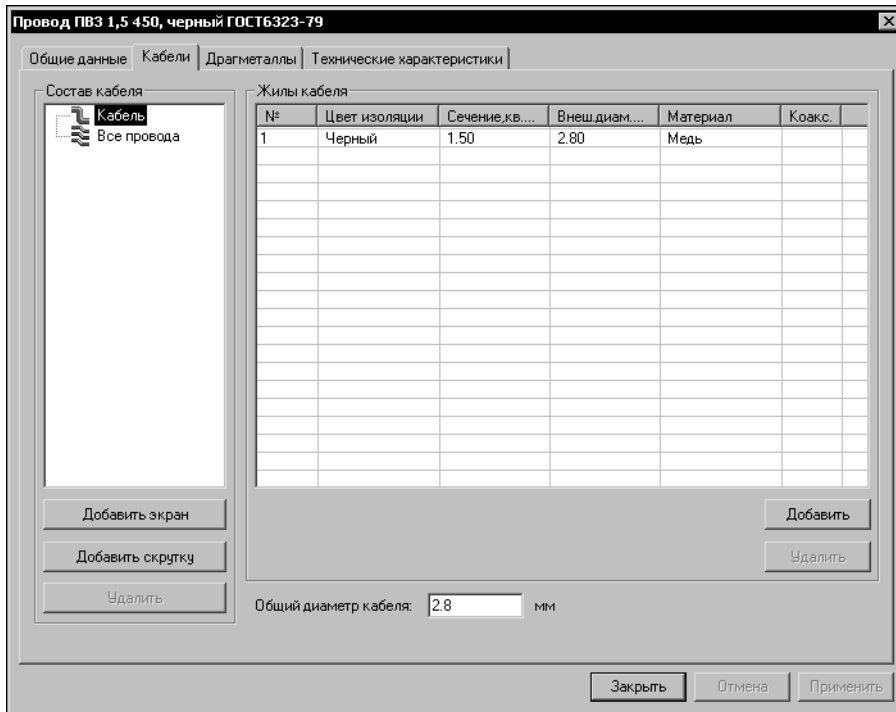 Провод ПВЗ 1,5 450, черный ГОСТ6323-79
Общие данные Кабели Драгметаллы Технические характеристики
Состав кабеля
Кабель
Все провода
Добавить экран
Добавить скрутку
Удалить
Жилы кабеля
№ Цвет изоляции Сечение,кв.... Внеш.диам.... Материал Коакс.
1 Черный 1.50 2.80 Медь
Добавить
Удалить
Общий диаметр кабеля: 2.8 мм
Закрыть Отмена Применить